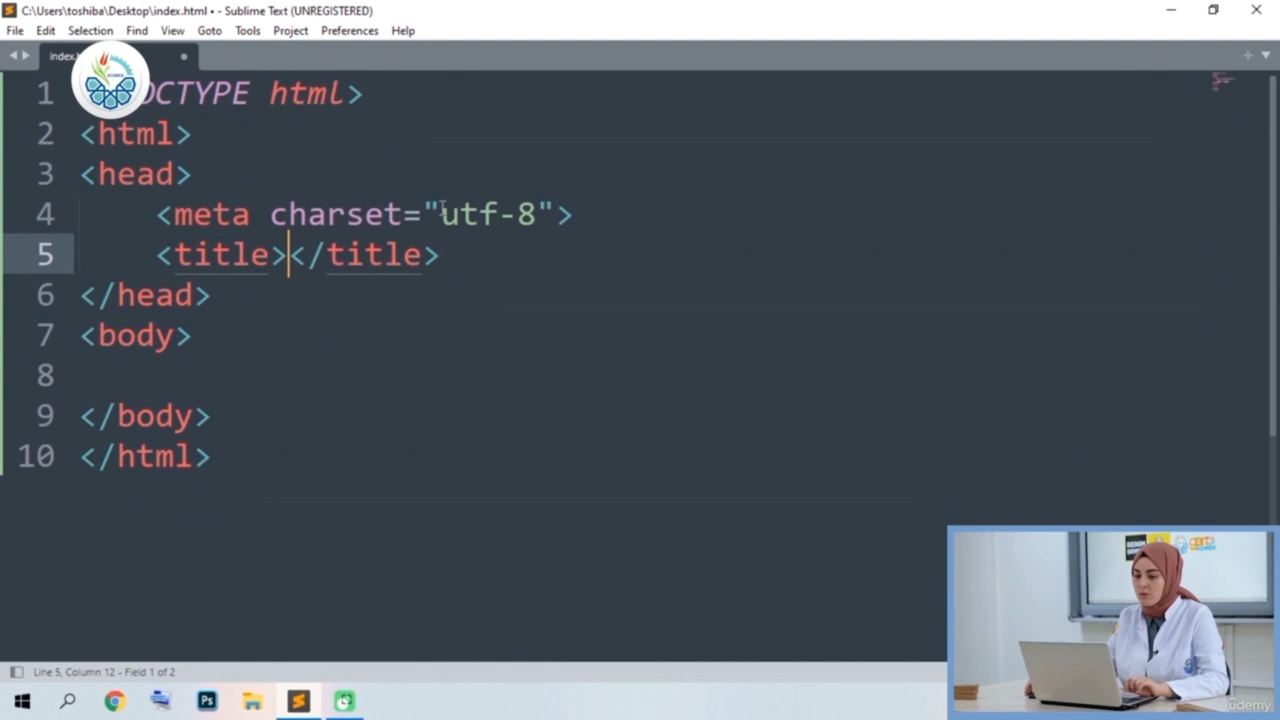 C:\Users\toshiba\Desktop\index.html • - Sublime Text (UNREGISTERED)
File Edit Selection Find View Goto Tools Project Preferences Help
index.
1 OCTYPE html>
2 <html>
3 <head>
4 <meta charset="utf-8">
5 <title></title>
6 </head>
7 <body>
8
9 </body>
10 </html>
Line 5, Column 12 - Field 1 of 2
Ps
udemy